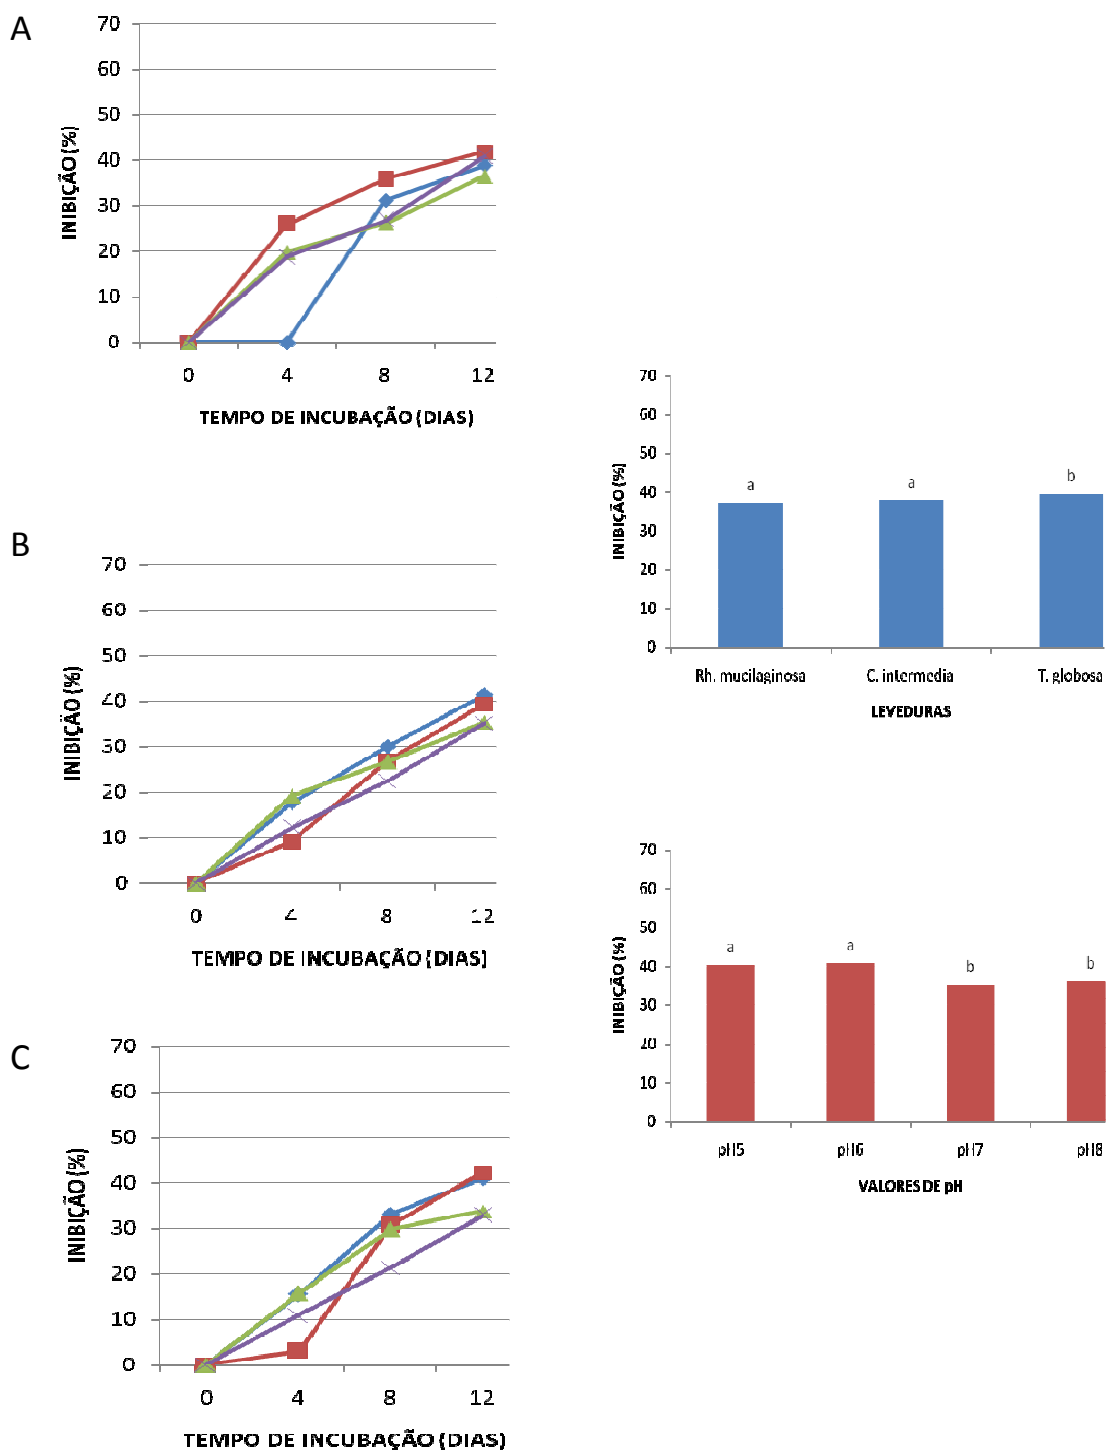 A
70
60
50
40
30
20
10
0
INIBIÇÃO (%)
0 4 8 12
TEMPO DE INCUBAÇÃO (DIAS)
B
70
60
50
40
30
20
10
0
INIBIÇÃO (%)
0 4 8 12
TEMPO DE INCUBAÇÃO (DIAS)
C
70
60
50
40
30
20
10
0
INIBIÇÃO (%)
0 4 8 12
TEMPO DE INCUBAÇÃO (DIAS)
70
60
50
40
30
20
10
0
INIBIÇÃO (%)
a a b
Rh. mucilaginosa C. intermedia T. globosa
LEVEDURAS
70
60
50
40
30
20
10
0
INIBIÇÃO (%)
a a b b
pH5 pH6 pH7 pH8
VALORES DE pH